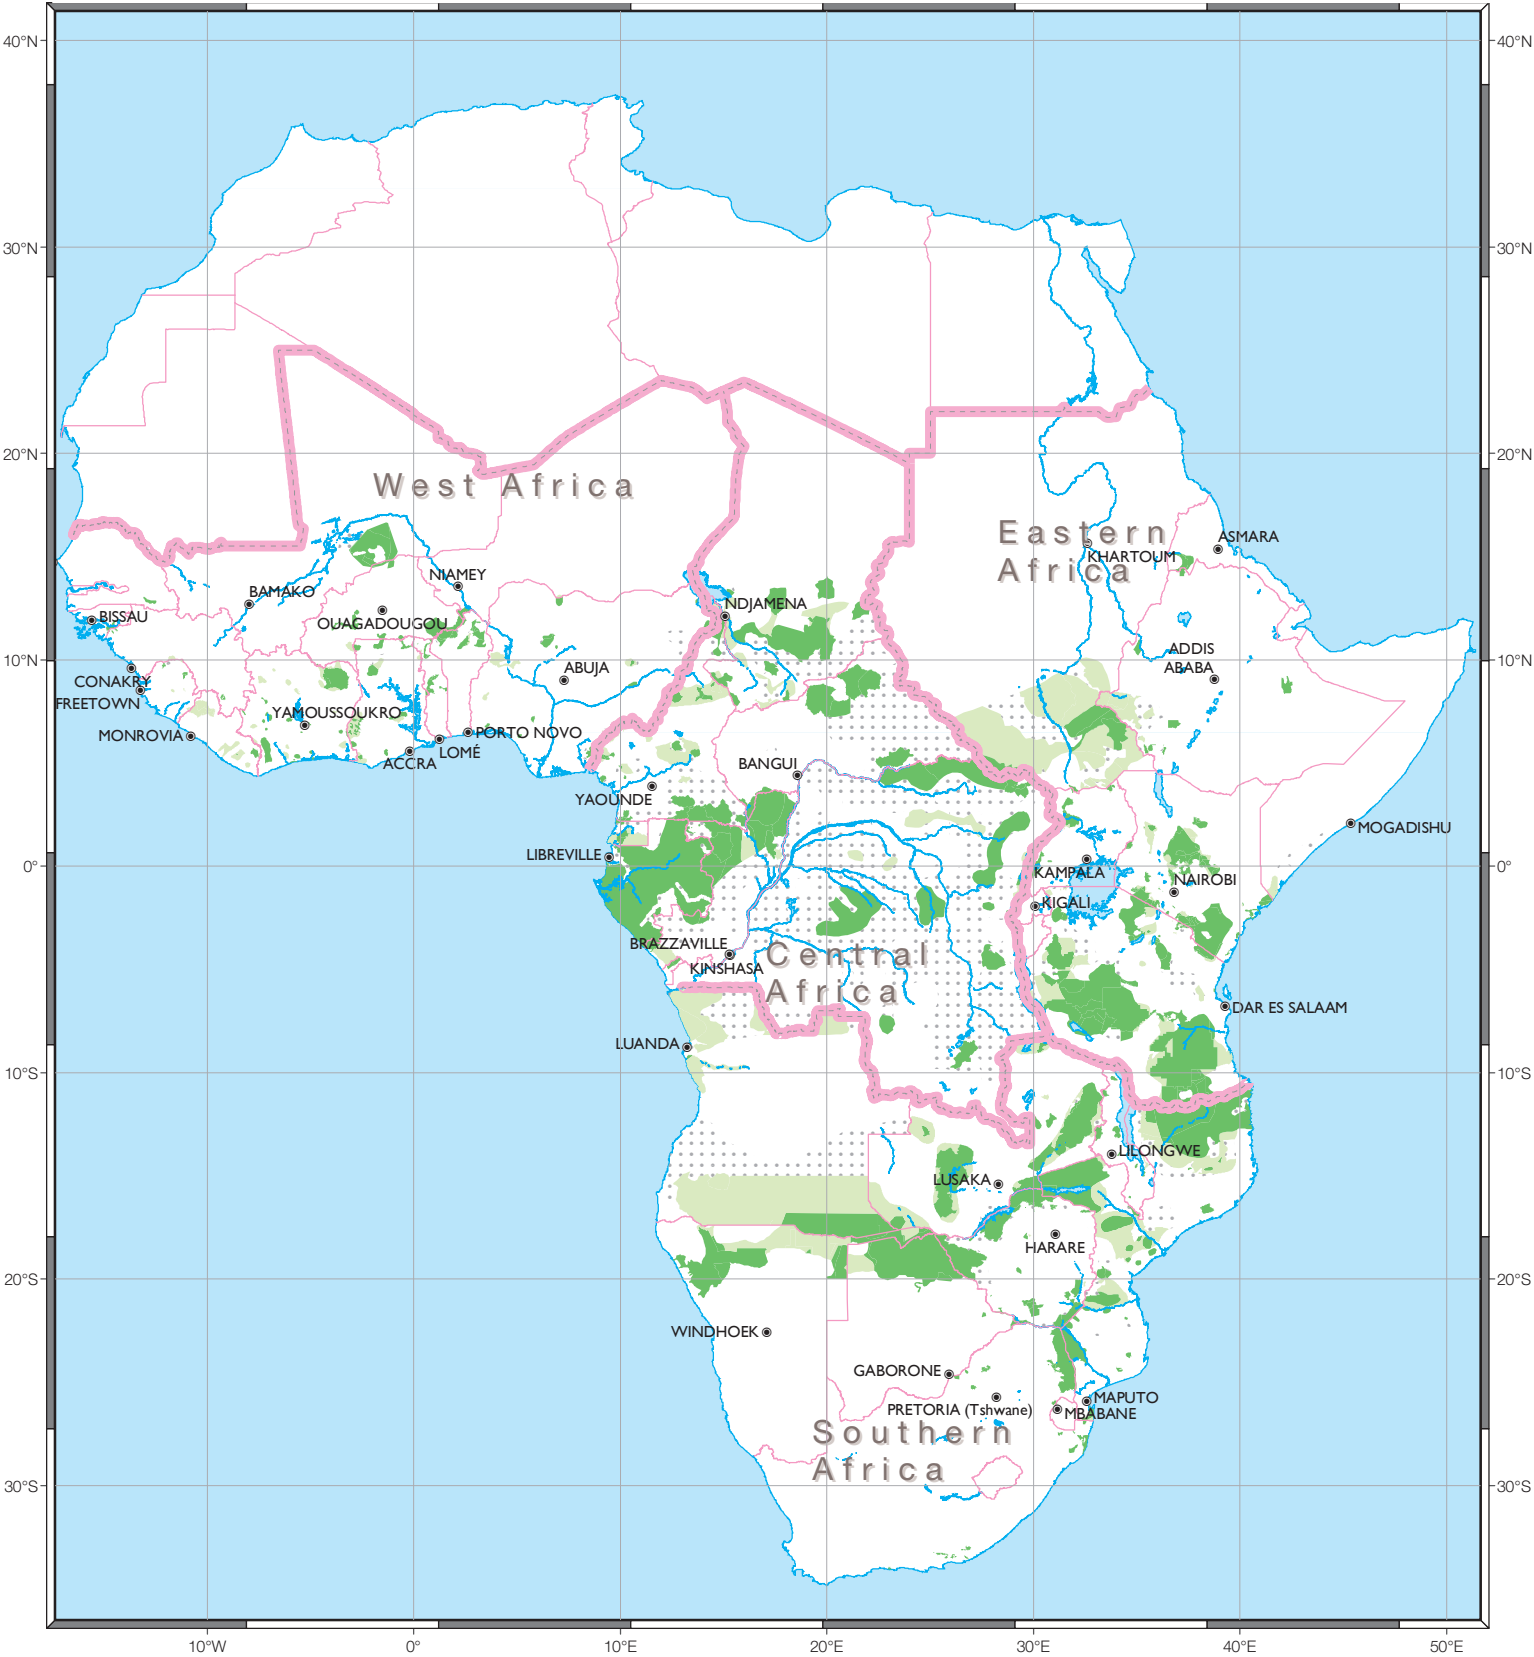 40°N
40°N
30°N
30°N
20°N
20°N
West Africa
Eastern
Africa
ASMARA
KHARTOUM
NIAMEY
BAMAKO
NDJAMENA
BISSAU
OUAGADOUGOU
10°N
10°N
ADDIS
ABABA
ABUJA
CONAKRY
FREETOWN
YAMOUSSOUKRO
MONROVIA
PORTO NOVO
LOMÉ
ACCRA
BANGUI
YAOUNDE
MOGADISHU
LIBREVILLE
0°
0°
KAMPALA
NAIROBI
KIGALI
BRAZZAVILLE
KINSHASA
Central
Africa
DAR ES SALAAM
LUANDA
10°S
10°S
LILONGWE
LUSAKA
HARARE
20°S
20°S
WINDHOEK
GABORONE
MAPUTO
PRETORIA (Tshwane)
MBABANE
Southern
Africa
30°S
30°S
10°W
0°
10°E
20°E
30°E
40°E
50°E